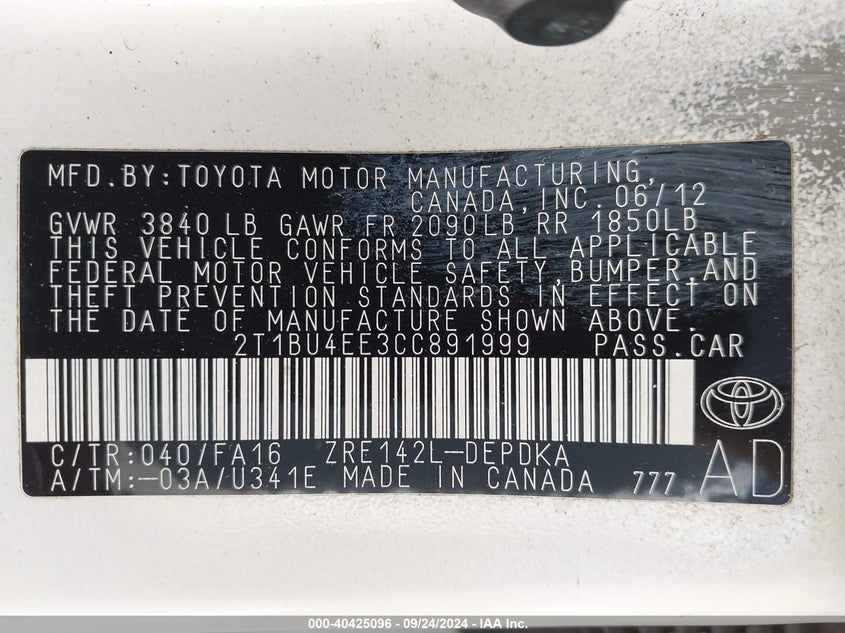 MFD.BY:TOYOTA MOTOR MANUFACTURING,
CANADA,INC. 06/12
GVWR 3840 LB GAWR FR 2090LB RR 1850LB
THIS VEHICLE CONFORMS TO ALL APPLICABLE
FEDERAL MOTOR VEHICLE SAFETY,BUMPER,AND
THEFT PREVENTION STANDARDS IN EFFECT ON
THE DATE OF MANUFACTURE SHOWN ABOVE.
2T1BU4EE3CC891999 PASS.CAR
C/TR:040/FA16 ZRE142L-DEPDKA
A/TM:-03A/U341E MADE IN CANADA 777 AD
000-40425096 - 09/24/2024 - IAA Inc.